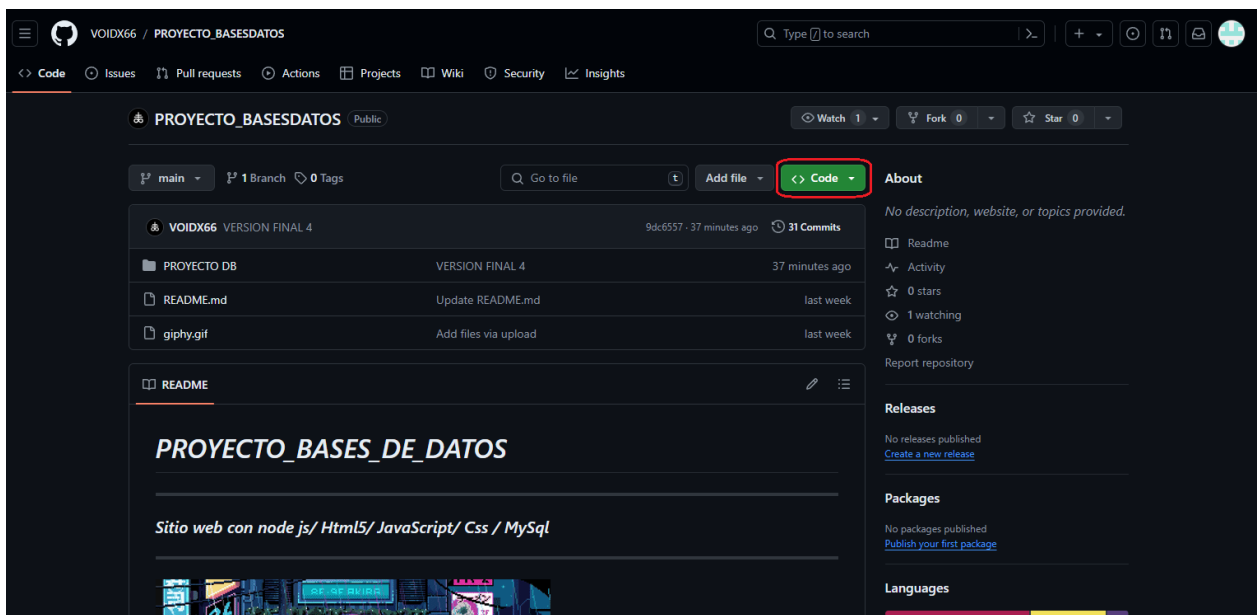 VOIDX66 / PROYECTO_BASESDATOS
Type / to search
Code Issues Pull requests Actions Projects Wiki Security Insights
PROYECTO_BASESDATOS Public
Watch 1 Fork 0 Star 0
main 1 Branch 0 Tags Go to file t Add file Code
VOIDX66 VERSION FINAL 4 9dc6557 · 37 minutes ago 31 Commits
PROYECTO DB VERSION FINAL 4 37 minutes ago
README.md Update README.md last week
giphy.gif Add files via upload last week
README
PROYECTO_BASES_DE_DATOS
Sitio web con node js/ Html5/ JavaScript/ Css / MySql
About
No description, website, or topics provided.
Readme
Activity
0 stars
1 watching
0 forks
Report repository
Releases
No releases published
Create a new release
Packages
No packages published
Publish your first package
Languages